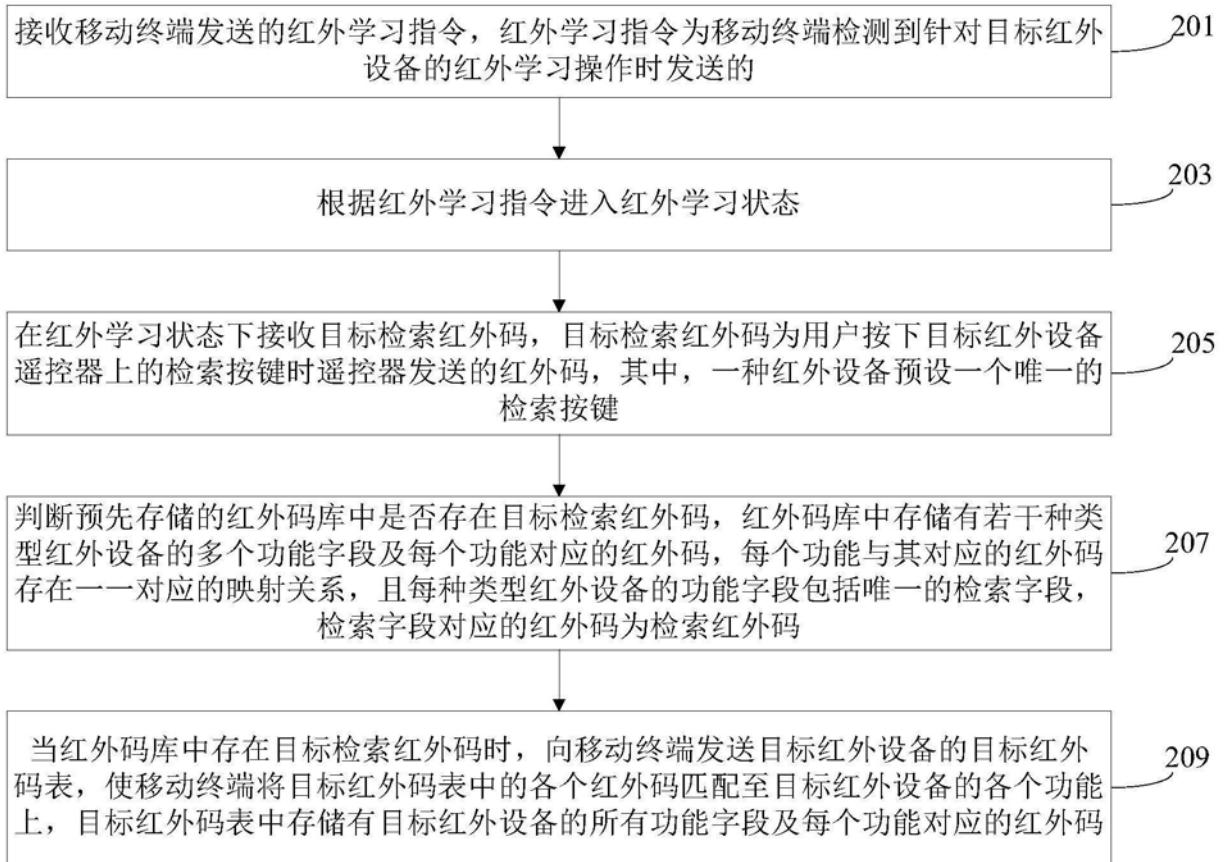 接收移动终端发送的红外学习指令，红外学习指令为移动终端检测到针对目标红外
设备的红外学习操作时发送的
201
根据红外学习指令进入红外学习状态
203
在红外学习状态下接收目标检索红外码，目标检索红外码为用户按下目标红外设备
遥控器上的检索按键时遥控器发送的红外码，其中，一种红外设备预设一个唯一的
检索按键
205
判断预先存储的红外码库中是否存在目标检索红外码，红外码库中存储有若干种类
型红外设备的多个功能字段及每个功能对应的红外码，每个功能与其对应的红外码
存在一一对应的映射关系，且每种类型红外设备的功能字段包括唯一的检索字段，
检索字段对应的红外码为检索红外码
207
当红外码库中存在目标检索红外码时，向移动终端发送目标红外设备的目标红外
码表，使移动终端将目标红外码表中的各个红外码匹配至目标红外设备的各个功能
上，目标红外码表中存储有目标红外设备的所有功能字段及每个功能对应的红外码
209